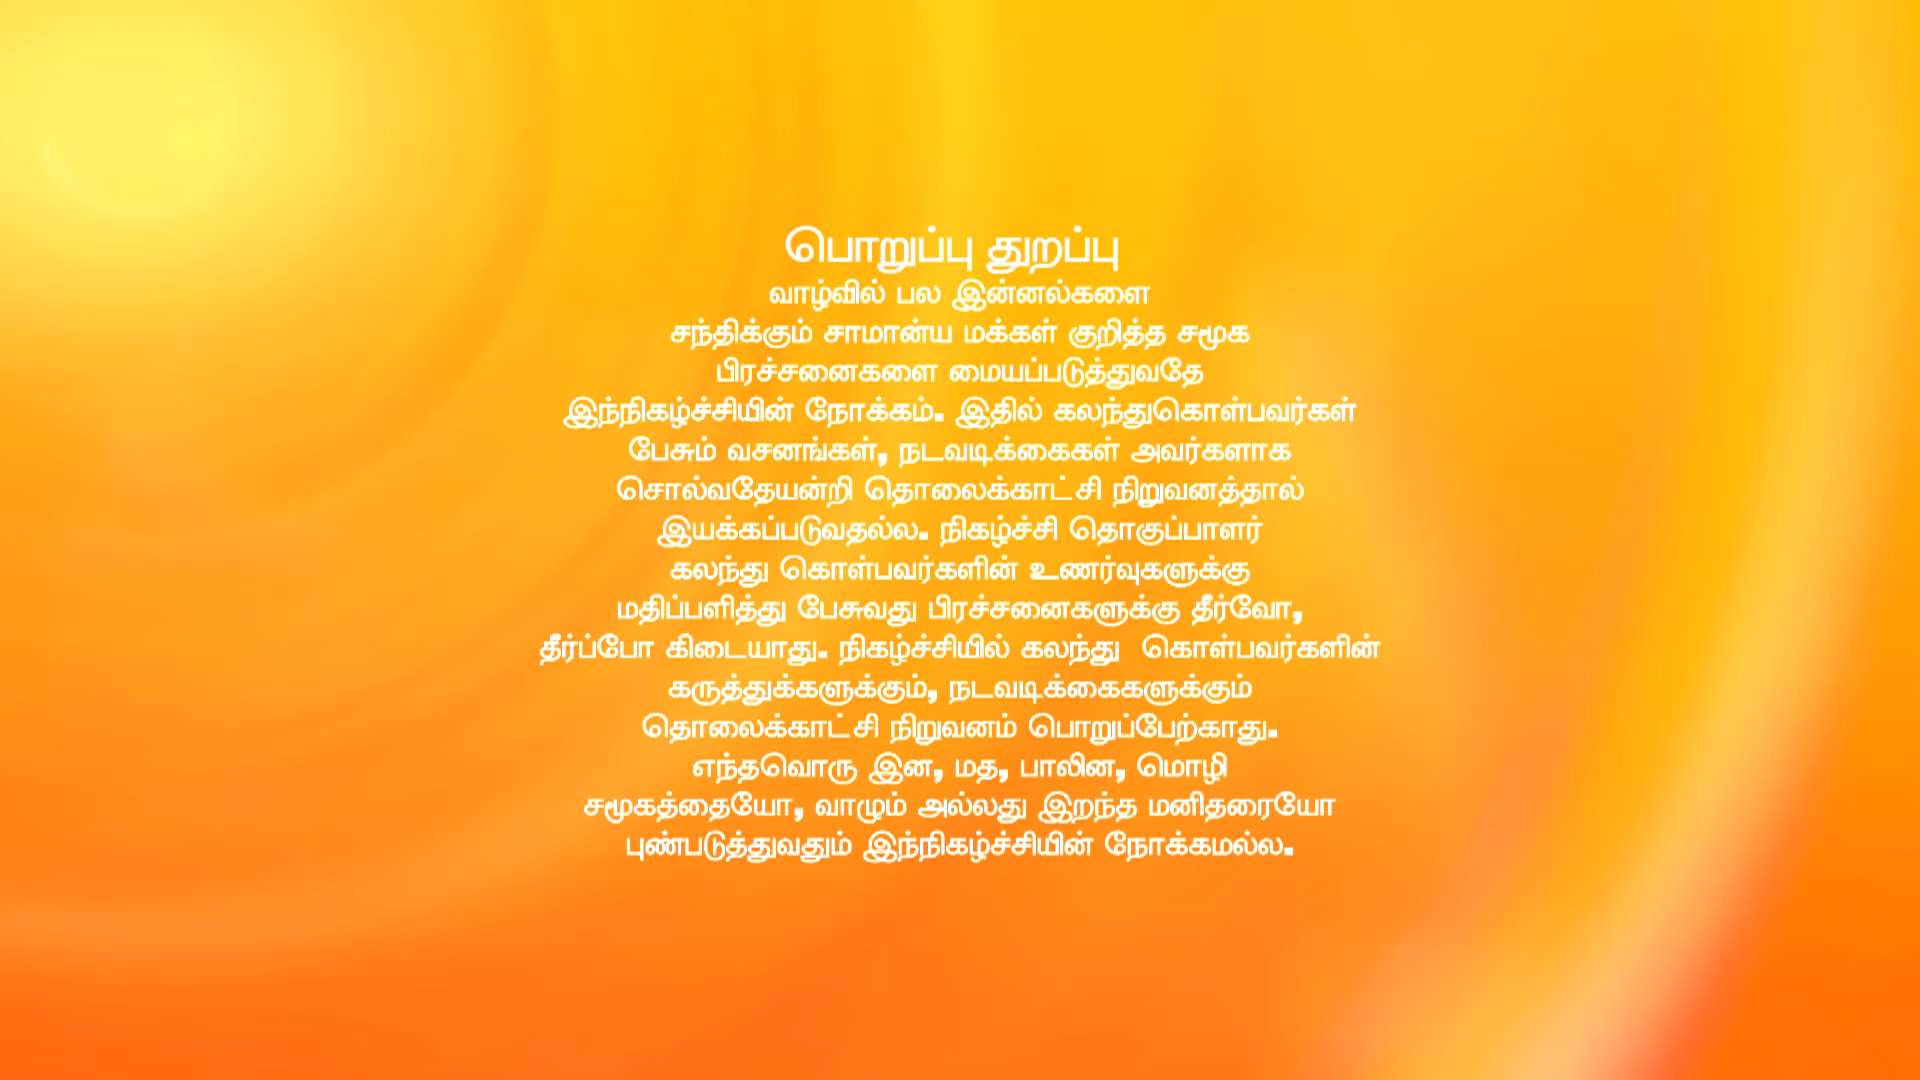 பொறுப்பு துறப்பு
வாழ்வில் பல இன்னல்களை
சந்திக்கும் சாமான்ய மக்கள் குறித்த சமூக
பிரச்சனைகளை மையப்படுத்துவதே
இந்நிகழ்ச்சியின் நோக்கம். இதில் கலந்துகொள்பவர்கள்
பேசும் வசனங்கள், நடவடிக்கைகள் அவர்களாக
சொல்வதேயன்றி தொலைக்காட்சி நிறுவனத்தால்
இயக்கப்படுவதல்ல. நிகழ்ச்சி தொகுப்பாளர்
கலந்து கொள்பவர்களின் உணர்வுகளுக்கு
மதிப்பளித்து பேசுவது பிரச்சனைகளுக்கு தீர்வோ,
தீர்ப்போ கிடையாது. நிகழ்ச்சியில் கலந்து  கொள்பவர்களின்
கருத்துக்களுக்கும், நடவடிக்கைகளுக்கும்
தொலைக்காட்சி நிறுவனம் பொறுப்பேற்காது.
எந்தவொரு இன, மத, பாலின, மொழி
சமூகத்தையோ, வாழும் அல்லது இறந்த மனிதரையோ
புண்படுத்துவதும் இந்நிகழ்ச்சியின் நோக்கமல்ல.